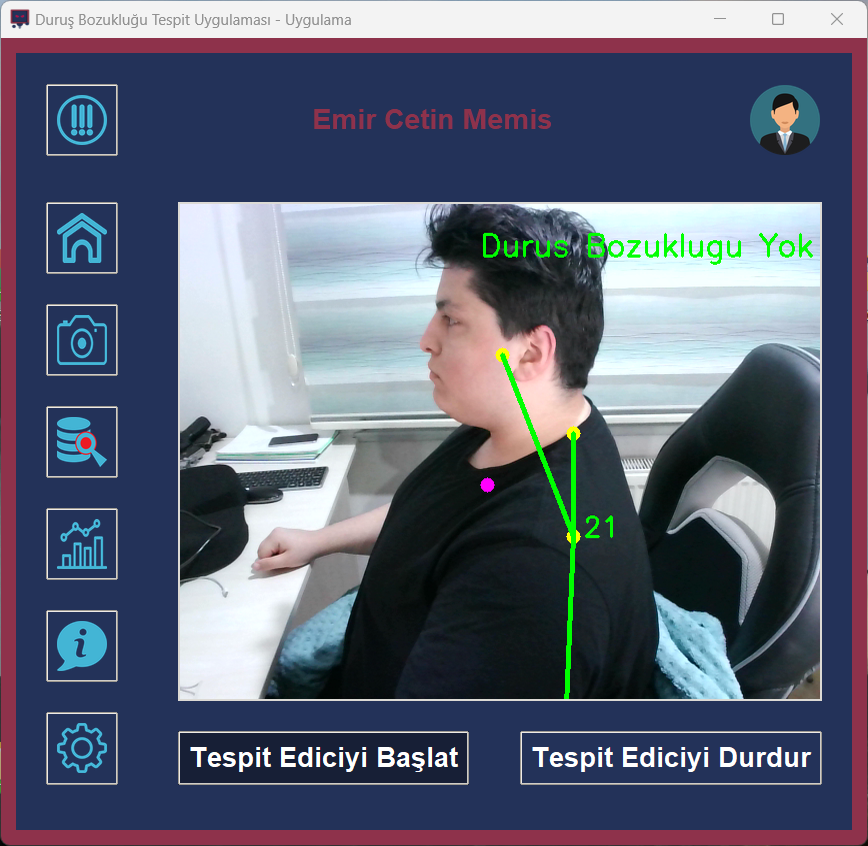 Duruş Bozukluğu Tespit Uygulaması - Uygulama
Emir Cetin Memis
Durus Bozuklugu Yok
21
Tespit Ediciyi Başlat
Tespit Ediciyi Durdur